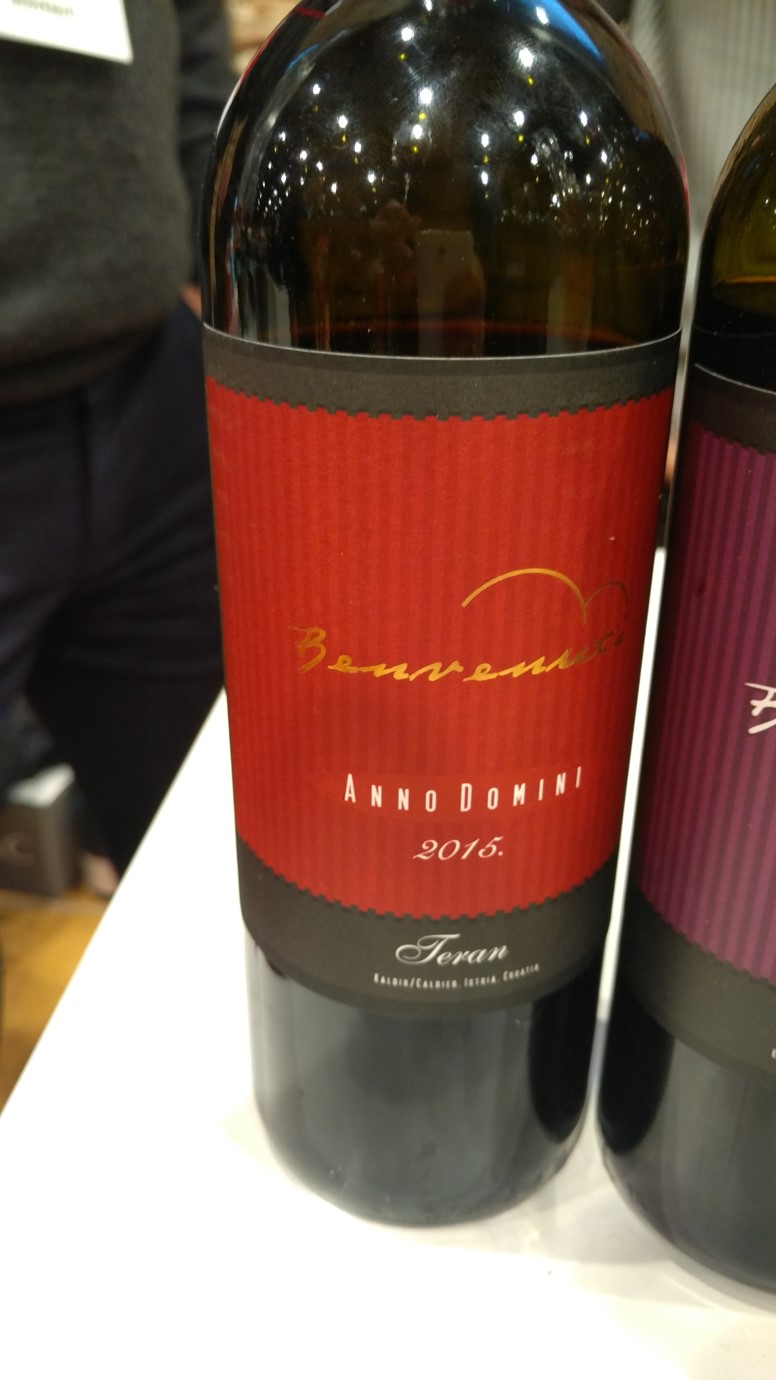 Benvenuti
ANNO DOMINI
2015.
Teran
KALDIR/CALDIER, ISTRIA, CROATIA